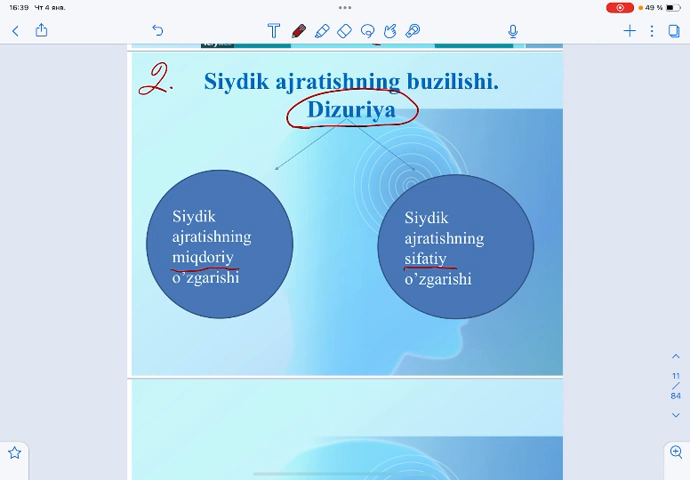 16:39 Чт 4 янв.
49 %
2.
Siydik ajratishning buzilishi.
Dizuriya
Siydik
ajratishning
miqdoriy
o’zgarishi
Siydik
ajratishning
sifatiy
o’zgarishi
11
/
84